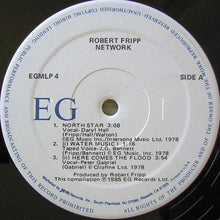 ROBERT FRIPP
NETWORK
EGMLP 4
SIDE A
EG
1. NORTH STAR 3:08
Vocal-Daryl Hall
(Fripp/Hall/Walton)
EG Music Inc/Intersong Music Ltd. 1978
2. (i) WATER MUSIC I 1:16
Taped Voice-J.G. Bennett
(Fripp/Bennett) EG Music Inc. 1978
(ii) HERE COMES THE FLOOD 3:54
Vocal-Peter Gabriel
(Gabriel) © Cliofine Ltd. 1978
Produced by Robert Fripp
This compilation ℗ 1985 EG Records Ltd.